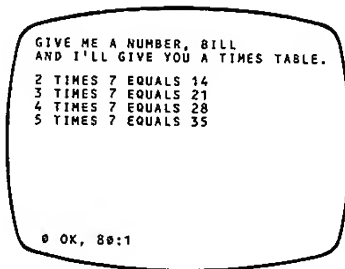 GIVE ME A NUMBER, BILL
AND I'LL GIVE YOU A TIMES TABLE.
2 TIMES 7 EQUALS 14
3 TIMES 7 EQUALS 21
4 TIMES 7 EQUALS 28
5 TIMES 7 EQUALS 35
0 OK, 80:1